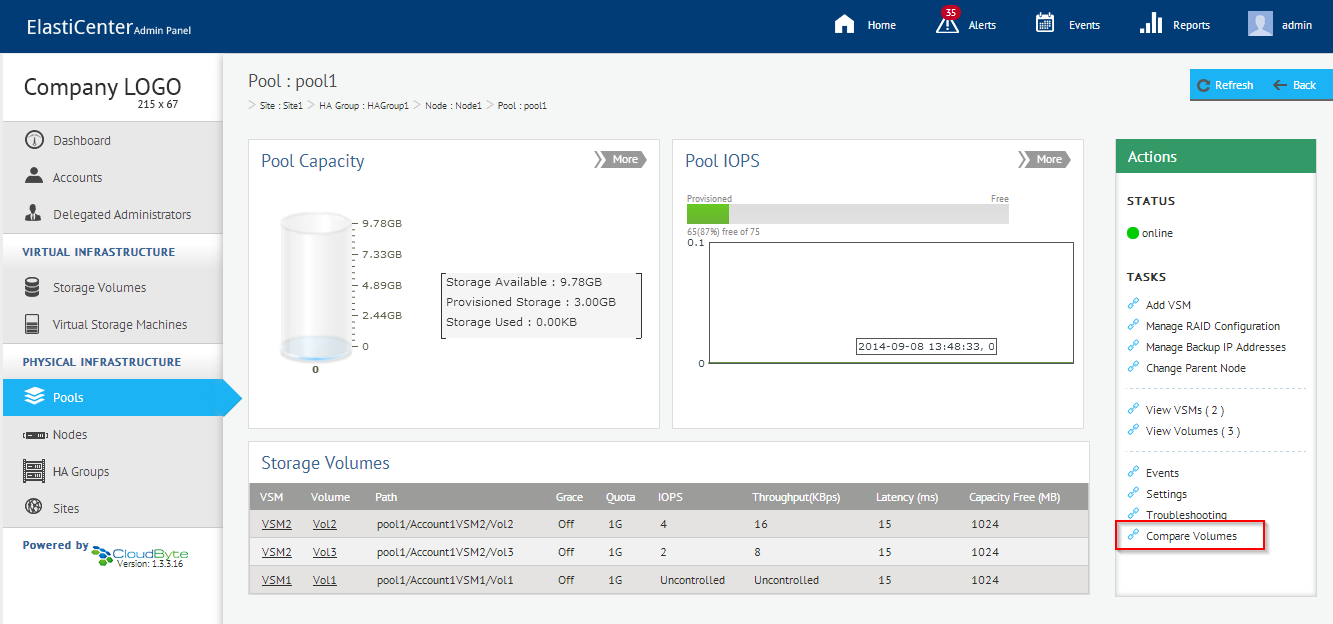 ElastiCenter Admin Panel
Home
35
Alerts
Events
Reports
admin
Company LOGO
215 x 67
Dashboard
Accounts
Delegated Administrators
VIRTUAL INFRASTRUCTURE
Storage Volumes
Virtual Storage Machines
PHYSICAL INFRASTRUCTURE
Pools
Nodes
HA Groups
Sites
Powered by CloudByte
Version: 1.3.3.16
Pool : pool1
Site : Site1 > HA Group : HAGroup1 > Node : Node1 > Pool : pool1
Refresh
Back
Pool Capacity
More
9.78GB
7.33GB
4.89GB
2.44GB
0
0
Storage Available : 9.78GB
Provisioned Storage : 3.00GB
Storage Used : 0.00KB
Pool IOPS
More
Provisioned Free
65(87%) free of 75
0.1
2014-09-08 13:48:33, 0
0
Storage Volumes
VSM Volume Path Grace Quota IOPS Throughput(KBps) Latency (ms) Capacity Free (MB)
VSM2 Vol2 pool1/Account1VSM2/Vol2 Off 1G 4 16 15 1024
VSM2 Vol3 pool1/Account1VSM2/Vol3 Off 1G 2 8 15 1024
VSM1 Vol1 pool1/Account1VSM1/Vol1 Off 1G Uncontrolled Uncontrolled 15 1024
Actions
STATUS
online
TASKS
Add VSM
Manage RAID Configuration
Manage Backup IP Addresses
Change Parent Node
View VSMs ( 2 )
View Volumes ( 3 )
Events
Settings
Troubleshooting
Compare Volumes